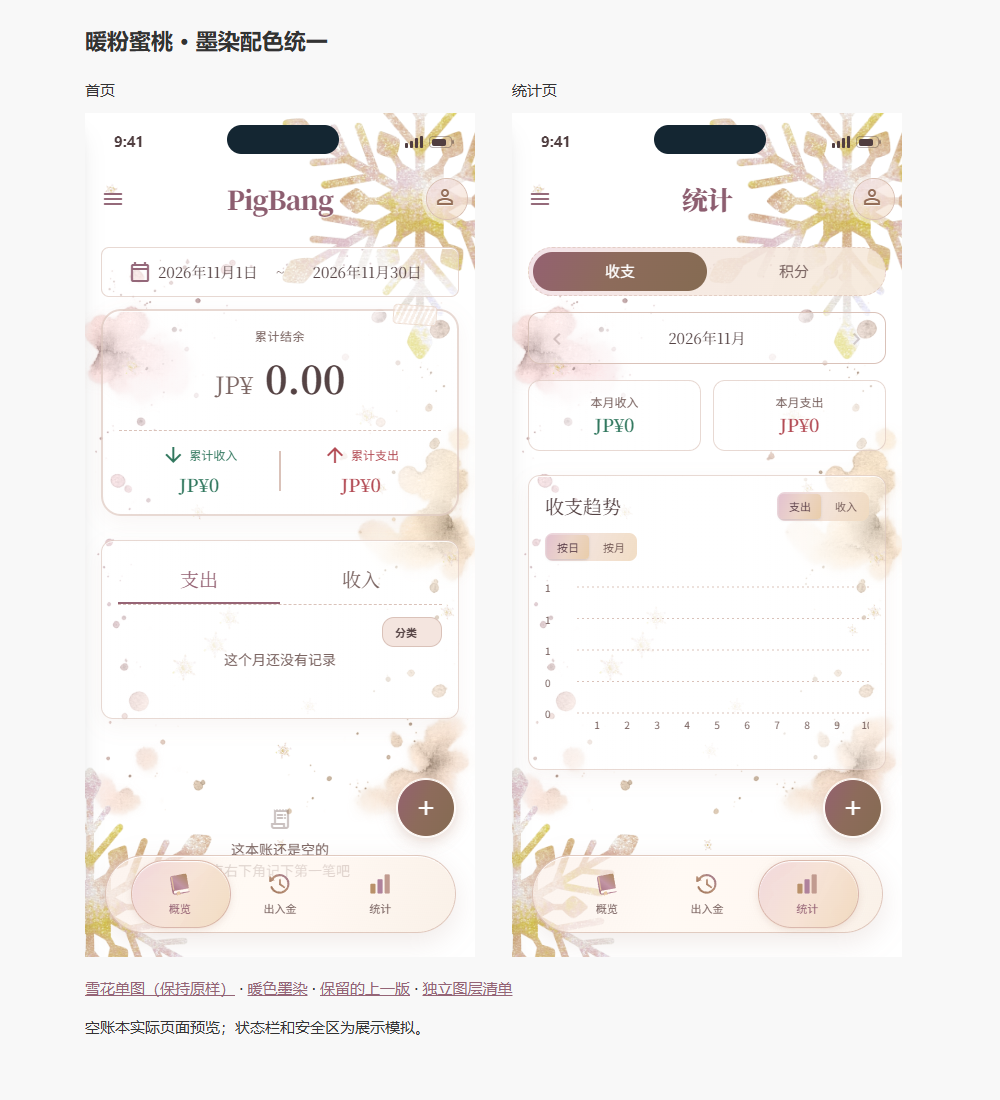 暖粉蜜桃・墨染配色统一
首页
9:41
PigBang
2026年11月1日 ~ 2026年11月30日
累计结余
JP¥ 0.00
累计收入
JP¥0
累计支出
JP¥0
支出
收入
分类
这个月还没有记录
这本账还是空的
右下角记下第一笔吧
概览
出入金
统计
统计页
9:41
统计
收支
积分
2026年11月
本月收入
JP¥0
本月支出
JP¥0
收支趋势
支出
收入
按日
按月
1
1
1
0
0
1 2 3 4 5 6 7 8 9
概览
出入金
统计
雪花单图（保持原样） · 暖色墨染 · 保留的上一版 · 独立图层清单
空账本实际页面预览；状态栏和安全区为展示模拟。